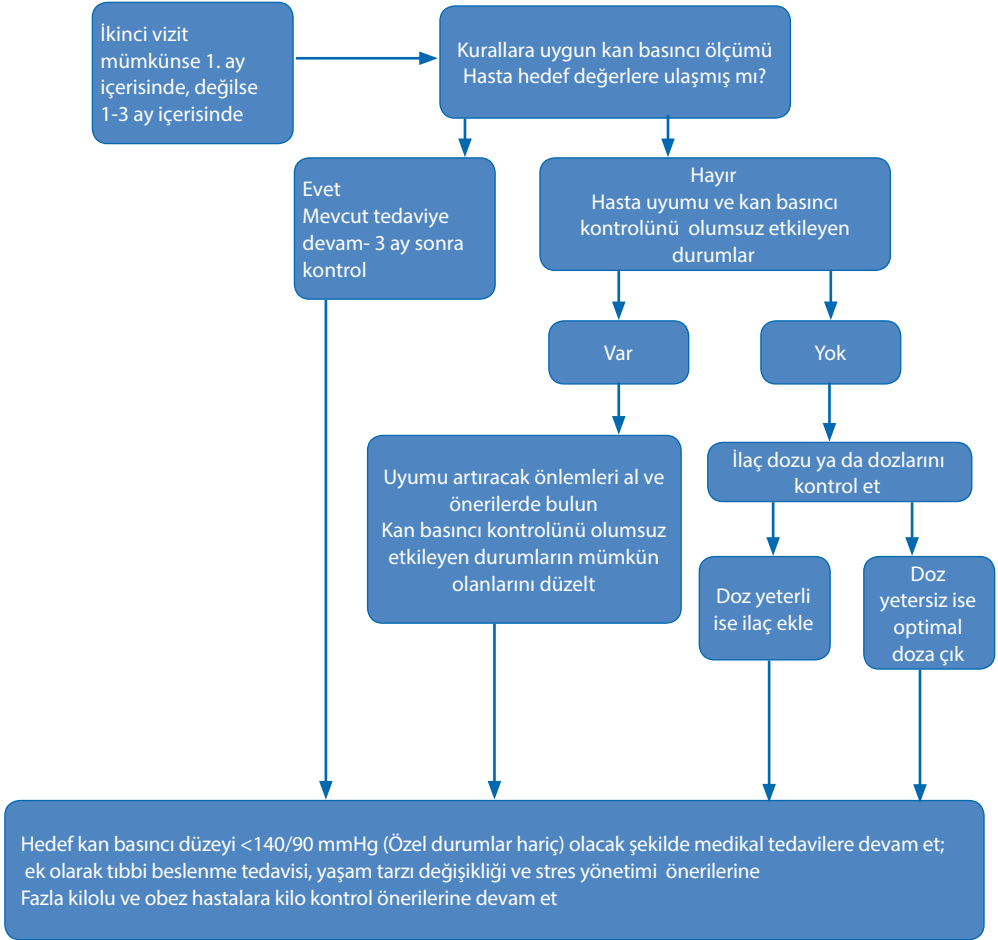 İkinci vizit
mümkünse 1. ay
içerisinde, değilse
1-3 ay içerisinde
Kurallara uygun kan basıncı ölçümü
Hasta hedef değerlere ulaşmış mı?
Evet
Mevcut tedaviye
devam- 3 ay sonra
kontrol
Hayır
Hasta uyumu ve kan basıncı
kontrolünü olumsuz etkileyen
durumlar
Var
Yok
Uyumu artıracak önlemleri al ve
önerilerde bulun
Kan basıncı kontrolünü olumsuz
etkileyen durumların mümkün
olanlarını düzelt
İlaç dozu ya da dozlarını
kontrol et
Doz yeterli
ise ilaç ekle
Doz
yetersiz ise
optimal
doza çık
Hedef kan basıncı düzeyi <140/90 mmHg (Özel durumlar hariç) olacak şekilde medikal tedavilere devam et;
ek olarak tıbbi beslenme tedavisi, yaşam tarzı değişikliği ve stres yönetimi önerilerine
Fazla kilolu ve obez hastalara kilo kontrol önerilerine devam et